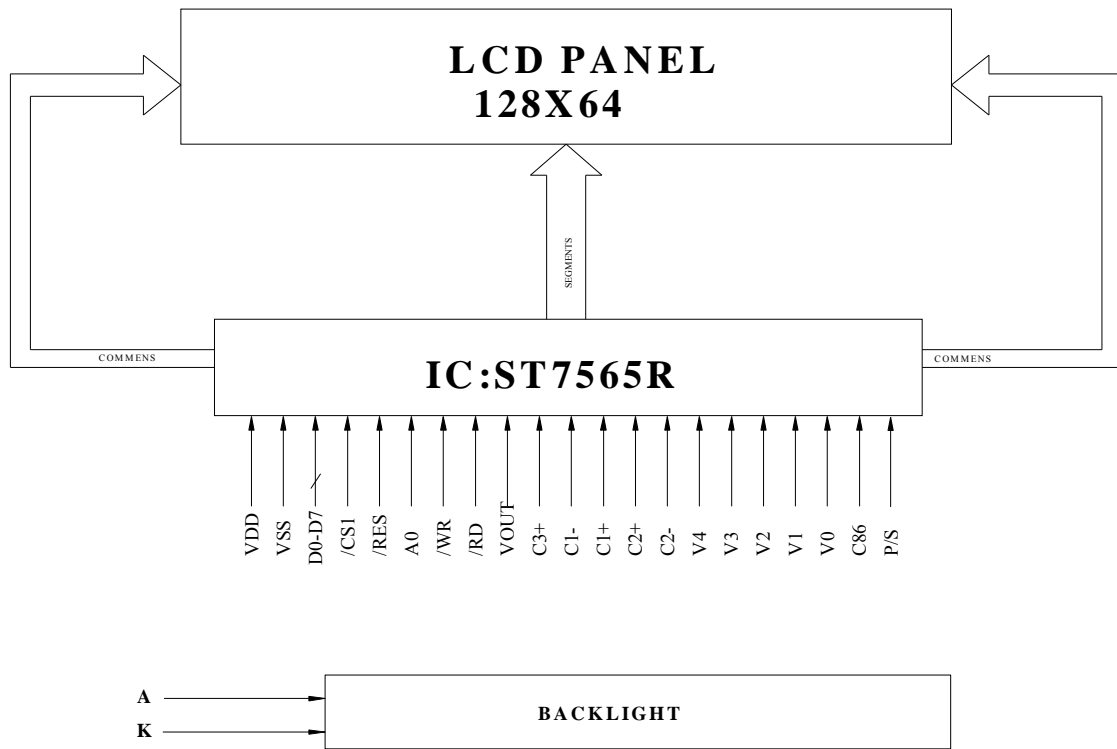 LCD PANEL
128X64
SEGMENTS
COMMENS
COMMENS
IC:ST7565R
VDD
VSS
D0-D7
/CS1
/RES
A0
/WR
/RD
VOUT
C3+
C1-
C1+
C2+
C2-
V4
V3
V2
V1
V0
C86
P/S
A
K
BACKLIGHT